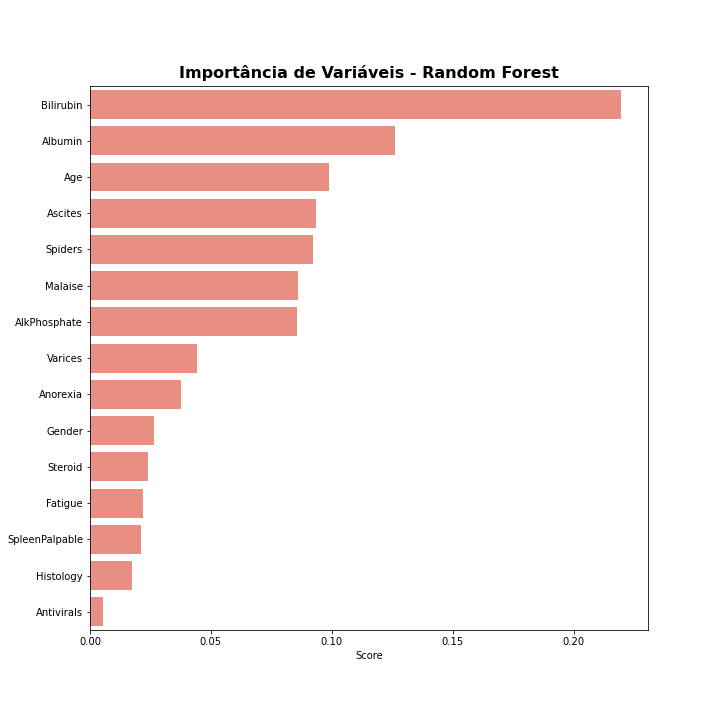 Importância de Variáveis - Random Forest
Bilirubin
Albumin
Age
Ascites
Spiders
Malaise
AlkPhosphate
Varices
Anorexia
Gender
Steroid
Fatigue
SpleenPalpable
Histology
Antivirals
0.00 0.05 0.10 0.15 0.20
Score